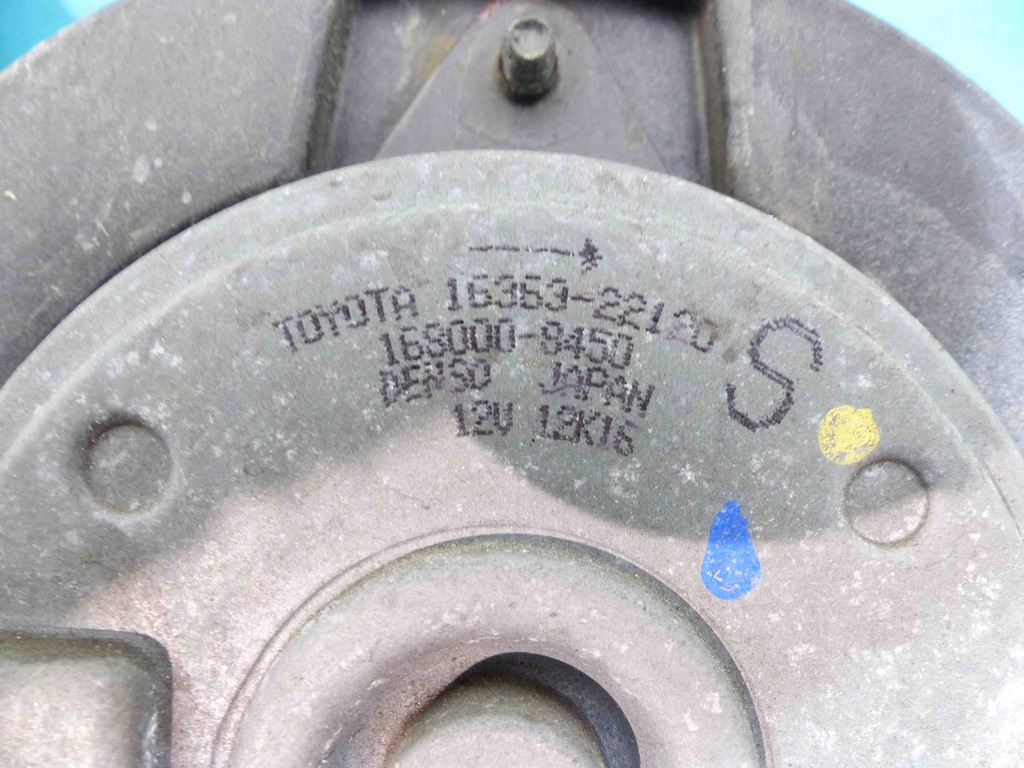 TOYOTA 16363-22120
168000-9450
DENSO JAPAN
12V 12K16
S